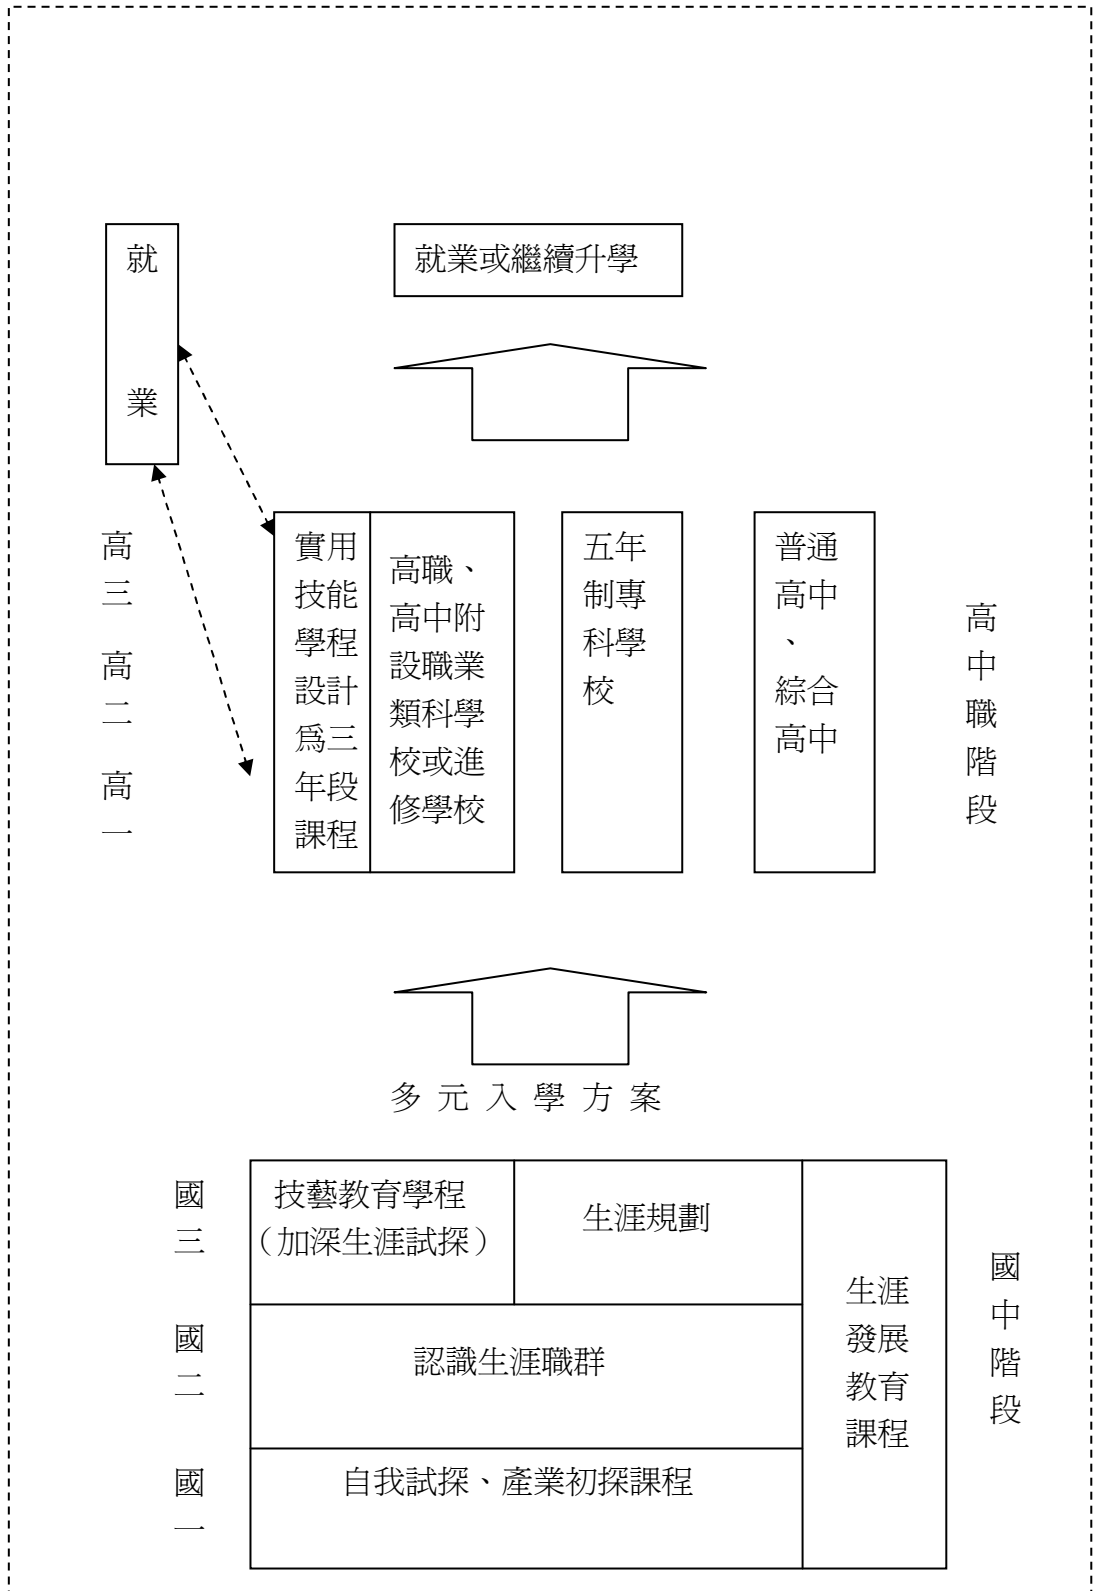 就業
就業或繼續升學
高三
高二
高一
實用
技能
學程
設計
為三
年段
課程
高職、
高中附
設職業
類科學
校或進
修學校
五年
制專
科學
校
普通
高中
、
綜合
高中
高中職階段
多元入學方案
國三
技藝教育學程
（加深生涯試探）
生涯規劃
國二
認識生涯職群
國一
自我試探、產業初探課程
生涯
發展
教育
課程
國中階段